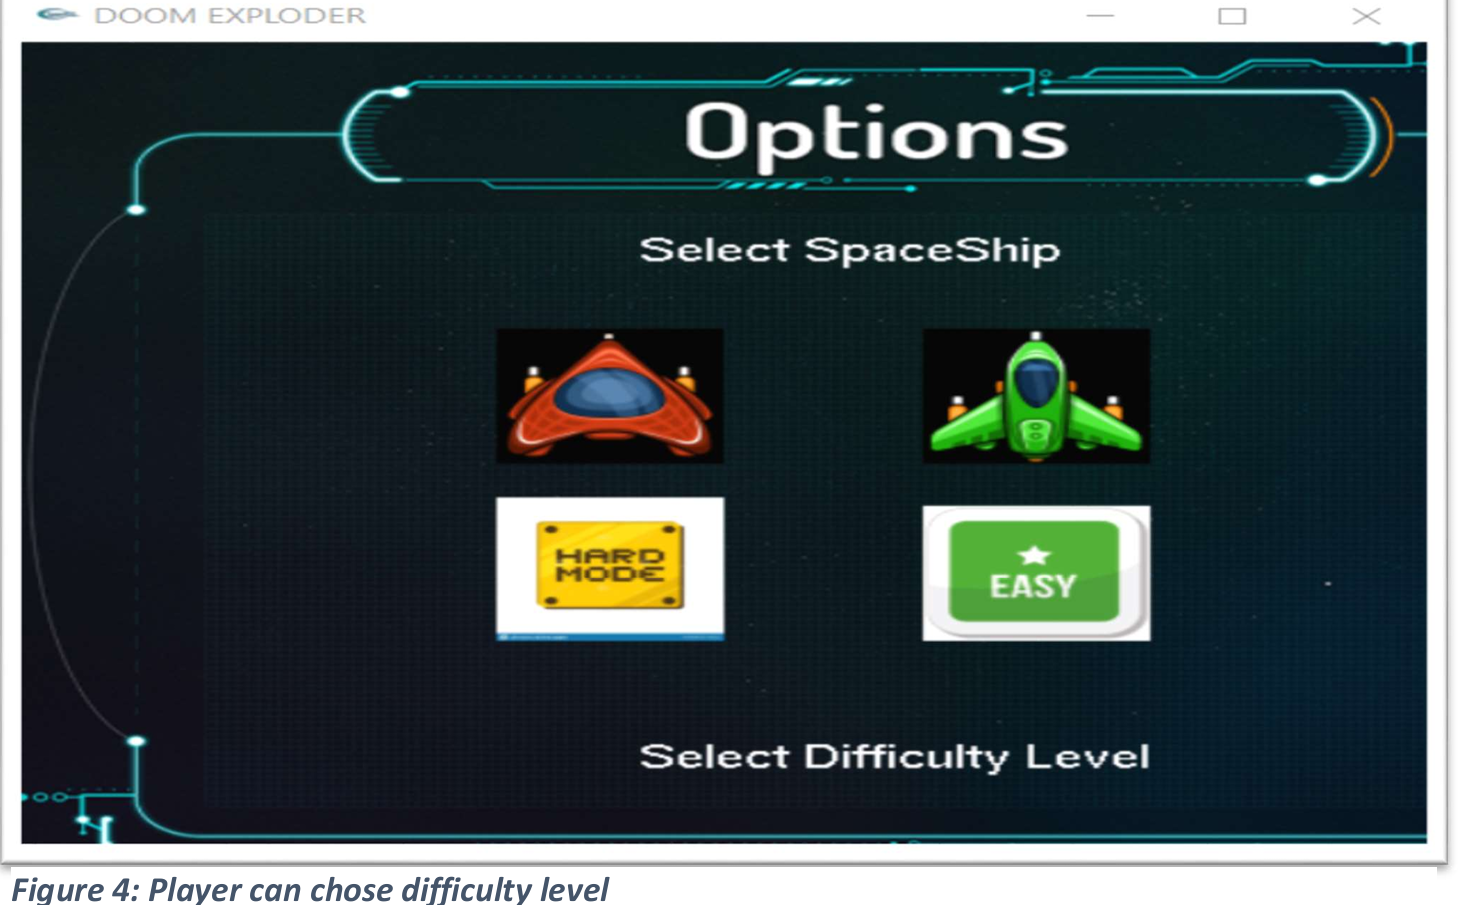 DOOM EXPLODER
Options
Select SpaceShip
HARD
MODE
EASY
Select Difficulty Level
Figure 4: Player can chose difficulty level